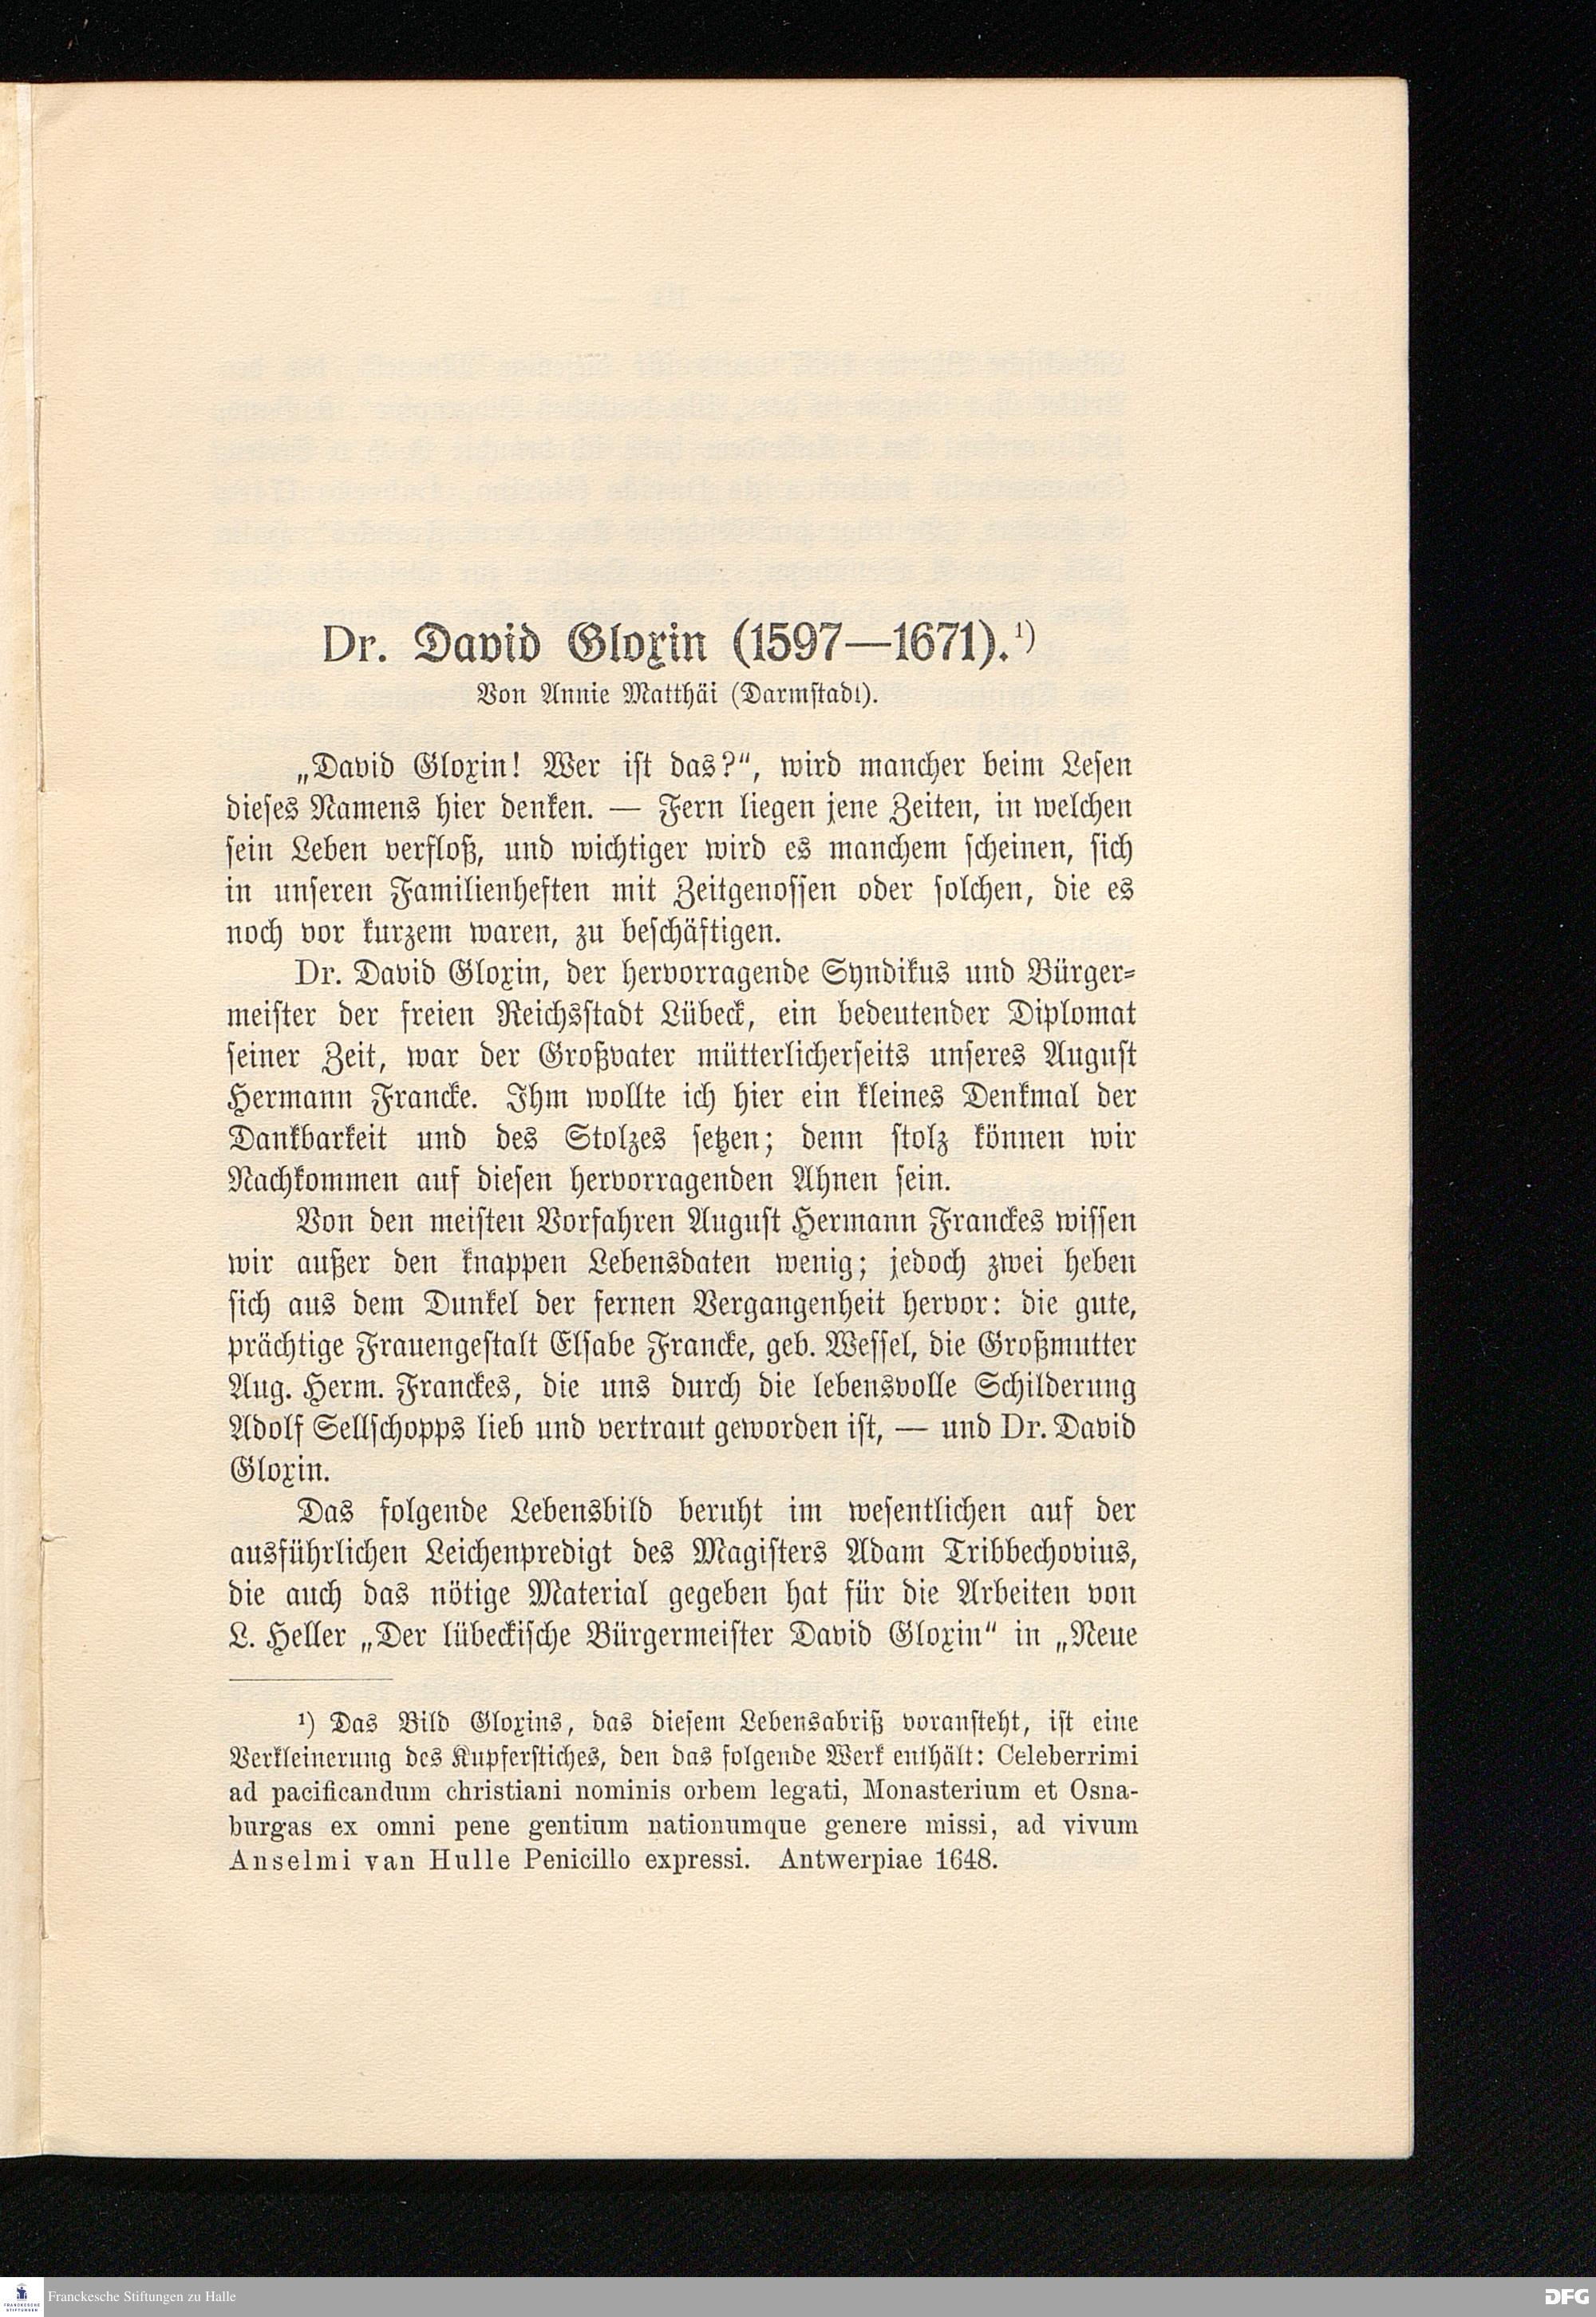 Dr. David Gloxin (1597—1671).¹)
Von Annie Matthäi (Darmstadt).
„David Gloxin! Wer ist das?“, wird mancher beim Lesen
dieses Namens hier denken. — Fern liegen jene Zeiten, in welchen
sein Leben verfloß, und wichtiger wird es manchem scheinen, sich
in unseren Familienheften mit Zeitgenossen oder solchen, die es
noch vor kurzem waren, zu beschäftigen.
Dr. David Gloxin, der hervorragende Syndikus und Bürger-
meister der freien Reichsstadt Lübeck, ein bedeutender Diplomat
seiner Zeit, war der Großvater mütterlicherseits unseres August
Hermann Francke. Ihm wollte ich hier ein kleines Denkmal der
Dankbarkeit und des Stolzes setzen; denn stolz können wir
Nachkommen auf diesen hervorragenden Ahnen sein.
Von den meisten Vorfahren August Hermann Franckes wissen
wir außer den knappen Lebensdaten wenig; jedoch zwei heben
sich aus dem Dunkel der fernen Vergangenheit hervor: die gute,
prächtige Frauengestalt Elsabe Francke, geb. Wessel, die Großmutter
Aug. Herm. Franckes, die uns durch die lebensvolle Schilderung
Adolf Sellschopps lieb und vertraut geworden ist, — und Dr. David
Gloxin.
Das folgende Lebensbild beruht im wesentlichen auf der
ausführlichen Leichenpredigt des Magisters Adam Tribbechovius,
die auch das nötige Material gegeben hat für die Arbeiten von
L. Heller „Der lübeckische Bürgermeister David Gloxin“ in „Neue
¹) Das Bild Gloxins, das diesem Lebensabriß voransteht, ist eine
Verkleinerung des Kupferstiches, den das folgende Werk enthält: Celeberrimi
ad pacificandum christiani nominis orbem legati, Monasterium et Osna-
burgas ex omni pene gentium nationumque genere missi, ad vivum
Anselmi van Hulle Penicillo expressi. Antwerpiae 1648.
FRANCKESCHE
STIFTUNGEN
Franckesche Stiftungen zu Halle
DFG